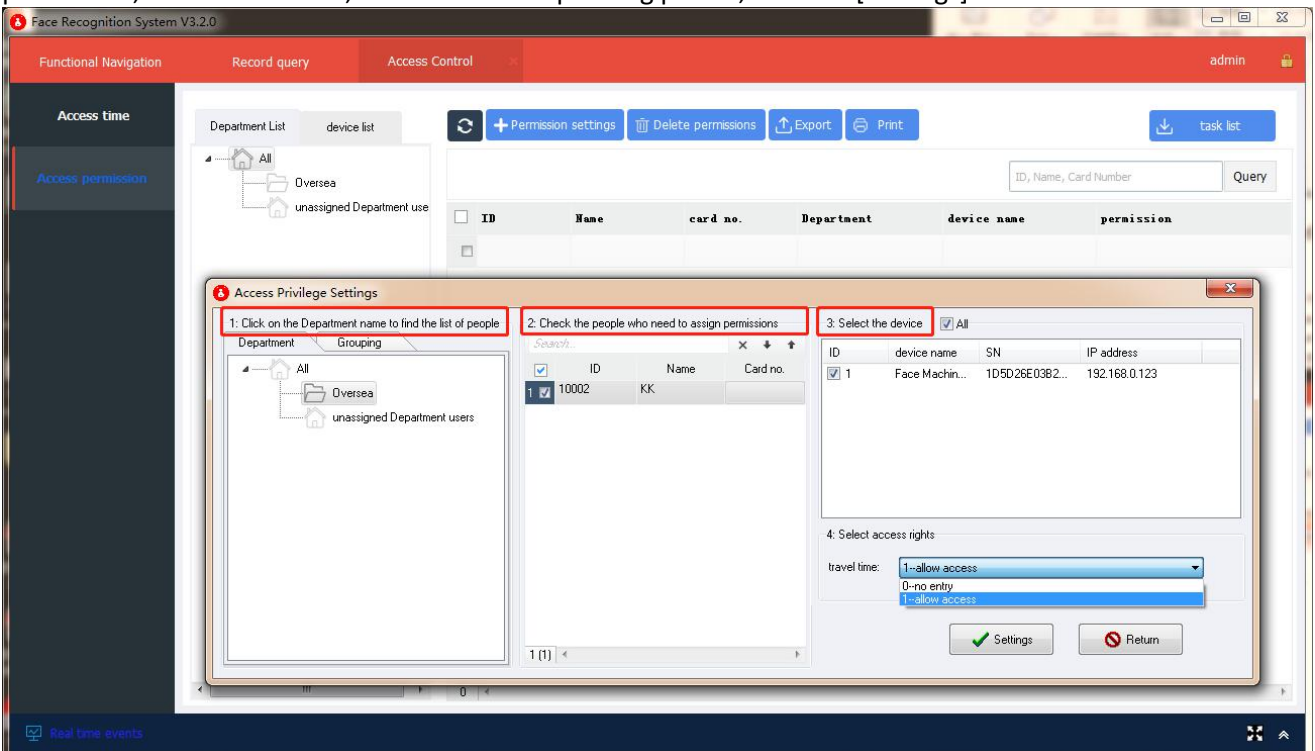 Face Recognition System V3.2.0
Functional Navigation Record query Access Control × admin
Access time
Access permission
Department List device list
Permission settings Delete permissions Export Print task list
All
Oversea
unassigned Department use
ID, Name, Card Number Query
ID Name card no. Department device name permission
Access Privilege Settings
1: Click on the Department name to find the list of people
Department Grouping
All
Oversea
unassigned Department users
2: Check the people who need to assign permissions
Search...
ID Name Card no.
1 10002 KK
1 (1)
3: Select the device All
ID device name SN IP address
1 Face Machin... 1D5D26E03B2... 192.168.0.123
4: Select access rights
travel time: 1--allow access
0--no entry
1--allow access
Settings Return
0
Real time events